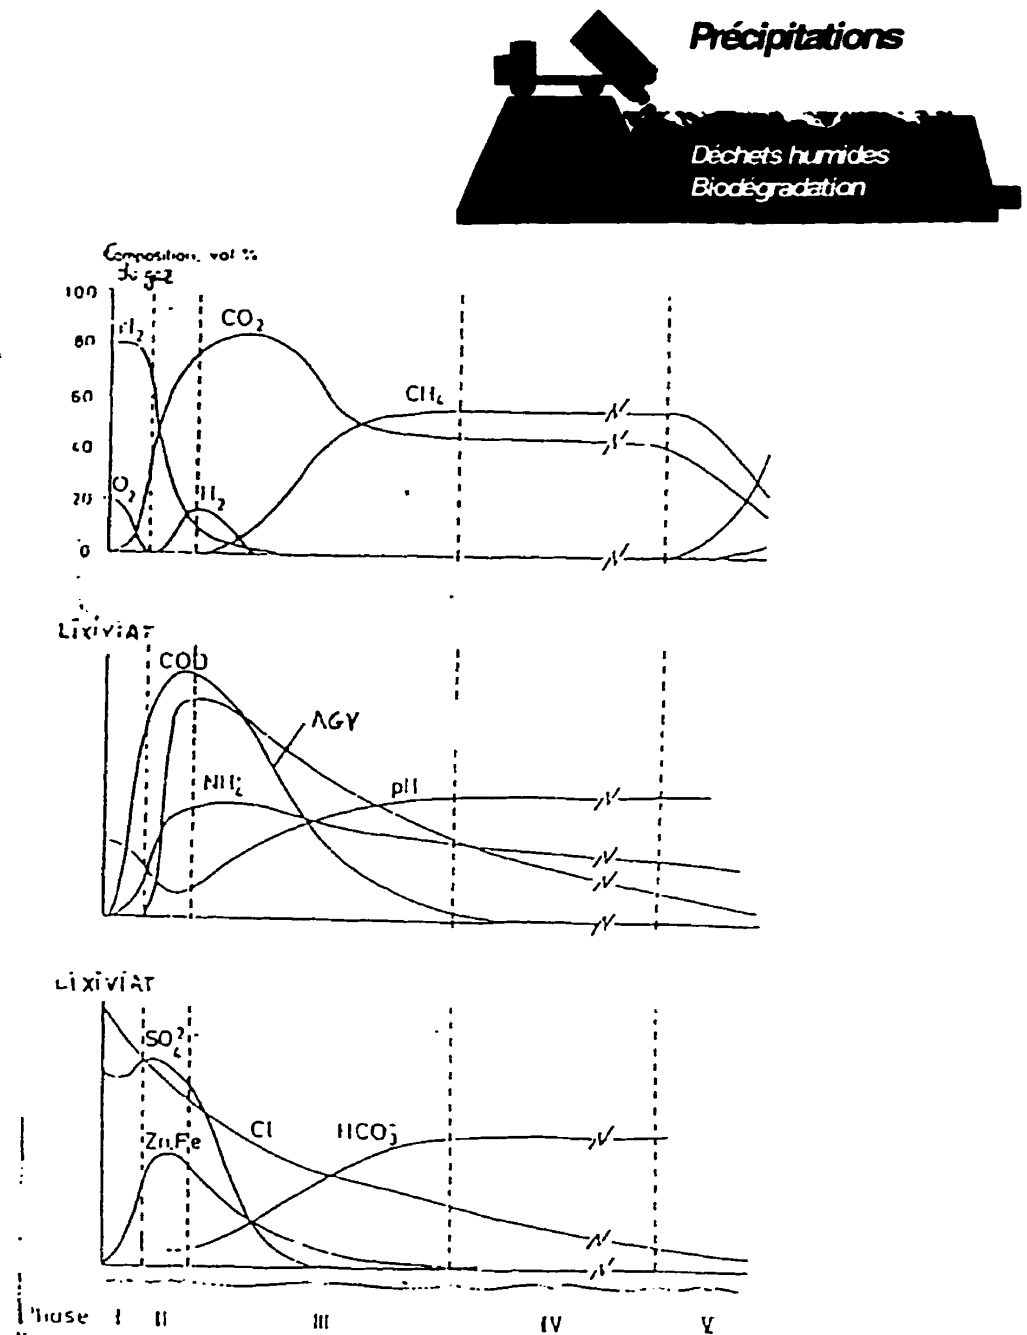 Précipitations
Déchets humides
Biodégradation
Composition, vol %
du gaz
100
80
60
40
20
0
N₂
CO₂
CH₄
O₂
H₂
LIXIVIAT
COD
AGV
NH₄⁺
pH
LIXIVIAT
SO₄²⁻
Cl
HCO₃⁻
Zn, Fe
Phase I II III IV V